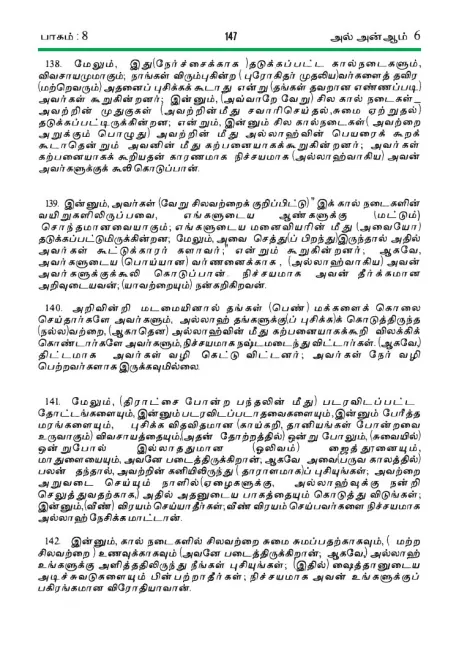 பாகம் : 8 147 அல் அன்ஆம் 6
138. மேலும், இது(நேர்ச்சைக்காக )தடுக்கப்பட்ட கால்நடைகளும்,
விவசாயமுமாகும்; நாங்கள் விரும்புகின்ற ( புரோகிதர் முதலிய)வர்களைத் தவிர
(மற்றெவரும்) அதனைப் புசிக்கக் கூடாது என்று (தங்கள் தவறான எண்ணப்படி)
அவர்கள் கூறுகின்றனர்; இன்னும், (அவ்வாறே வேறு) சில கால் நடைகள்_
அவற்றின் முதுகுகள் (அவற்றின்மீது சவாரிசெய்தல்,சுமை ஏற்றுதல்)
தடுக்கப்பட்டிருக்கின்றன; என்றும், இன்னும் சில கால்நடைகள்( அவற்றை
அறுக்கும் பொழுது) அவற்றின் மீது அல்லாஹ்வின் பெயரைக் கூறக்
கூடாதென்றும் அவனின் மீது கற்பனையாகக்கூறுகின்றனர்; அவர்கள்
கற்பனையாகக் கூறியதன் காரணமாக நிச்சயமாக (அல்லாஹ்வாகிய) அவன்
அவர்களுக்குக் கூலி கொடுப்பான்.
139. இன்னும், அவர்கள் (வேறு சிலவற்றைக் குறிப்பிட்டு) " இக் கால் நடைகளின்
வயிறுகளிலிருப்பவை, எங்களுடைய ஆண்களுக்கு (மட்டும்)
சொந்தமானவையாகும்; எங்களுடைய மனைவியரின் மீது (அவையோ)
தடுக்கப்பட்டுமிருக்கின்றன; மேலும், அவை செத்து(ப் பிறந்து)இருந்தால் அதில்
அவர்கள் கூட்டுக்காரர் களாவர்;" என்றும் கூறுகின்றனர்; ஆகவே,
அவர்களுடைய (பொய்யான) வர்ணனைக்காக , (அல்லாஹ்வாகிய) அவன்
அவர்களுக்குக்கூலி கொடுப்பான். நிச்சயமாக அவன் தீர்க்கமான
அறிவுடையவன்; (யாவற்றையும்) நன்கறிகிறவன்.
140. அறிவின்றி மடமையினால் தங்கள் (பெண்) மக்களைக் கொலை
செய்தார்களே அவர்களும், அல்லாஹ் தங்களுக்கு(ப் புசிக்க)க் கொடுத்திருந்த
(நல்ல)வற்றை, (ஆகாதென) அல்லாஹ்வின் மீது கற்பனையாகக்கூறி விலக்கிக்
கொண்டார்களே அவர்களும், நிச்சயமாக நஷ்டமடைந்து விட்டார்கள். (ஆகவே,)
திட்டமாக அவர்கள் வழி கெட்டு விட்டனர்; அவர்கள் நேர் வழி
பெற்றவர்களாக இருக்கவுமில்லை.
141. மேலும், (திராட்சை போன்ற பந்தலின் மீது) படரவிடப்பட்ட
தோட்டங்களையும், இன்னும் படரவிடப்படாதவைகளையும், இன்னும் பேரீத்த
மரங்களையும், புசிக்க விதவிதமான (காய்கறி, தானியங்கள் போன்றவை
உருவாகும்) விவசாயத்தையும்,(அதன் தோற்றத்தில்) ஒன்று போலும், (சுவையில்)
ஒன்றுபோல் இல்லாததுமான (ஒலிவம்) ஜைத்தூனையும்,
மாதுளையையும், அவனே படைத்திருக்கிறான்; ஆகவே அவை(பருவ காலத்தில்)
பலன் தந்தால், அவற்றின் கனியிலிருந்து ( தாராளமாக)ப் புசியுங்கள்; அவற்றை
அறுவடை செய்யும் நாளில்(ஏழைகளுக்கு, அல்லாஹ்வுக்கு நன்றி
செலுத்துவதற்காக,) அதில் அதனுடைய பாகத்தையும் கொடுத்து விடுங்கள்;
இன்னும்,(வீண்) விரயம் செய்யாதீர்கள்; வீண் விரயம் செய்பவர்களை நிச்சயமாக
அல்லாஹ் நேசிக்கமாட்டான்.
142. இன்னும், கால் நடைகளில் சிலவற்றை சுமை சுமப்பதற்காகவும், ( மற்ற
சிலவற்றை ) உணவுக்காகவும் (அவனே படைத்திருக்கிறான்; ஆகவே,) அல்லாஹ்
உங்களுக்கு அளித்ததிலிருந்து நீங்கள் புசியுங்கள்; (இதில்) ஷைத்தானுடைய
அடிச்சுவடுகளையும் பின்பற்றாதீர்கள்; நிச்சயமாக அவன் உங்களுக்குப்
பகிரங்கமான விரோதியாவான்.